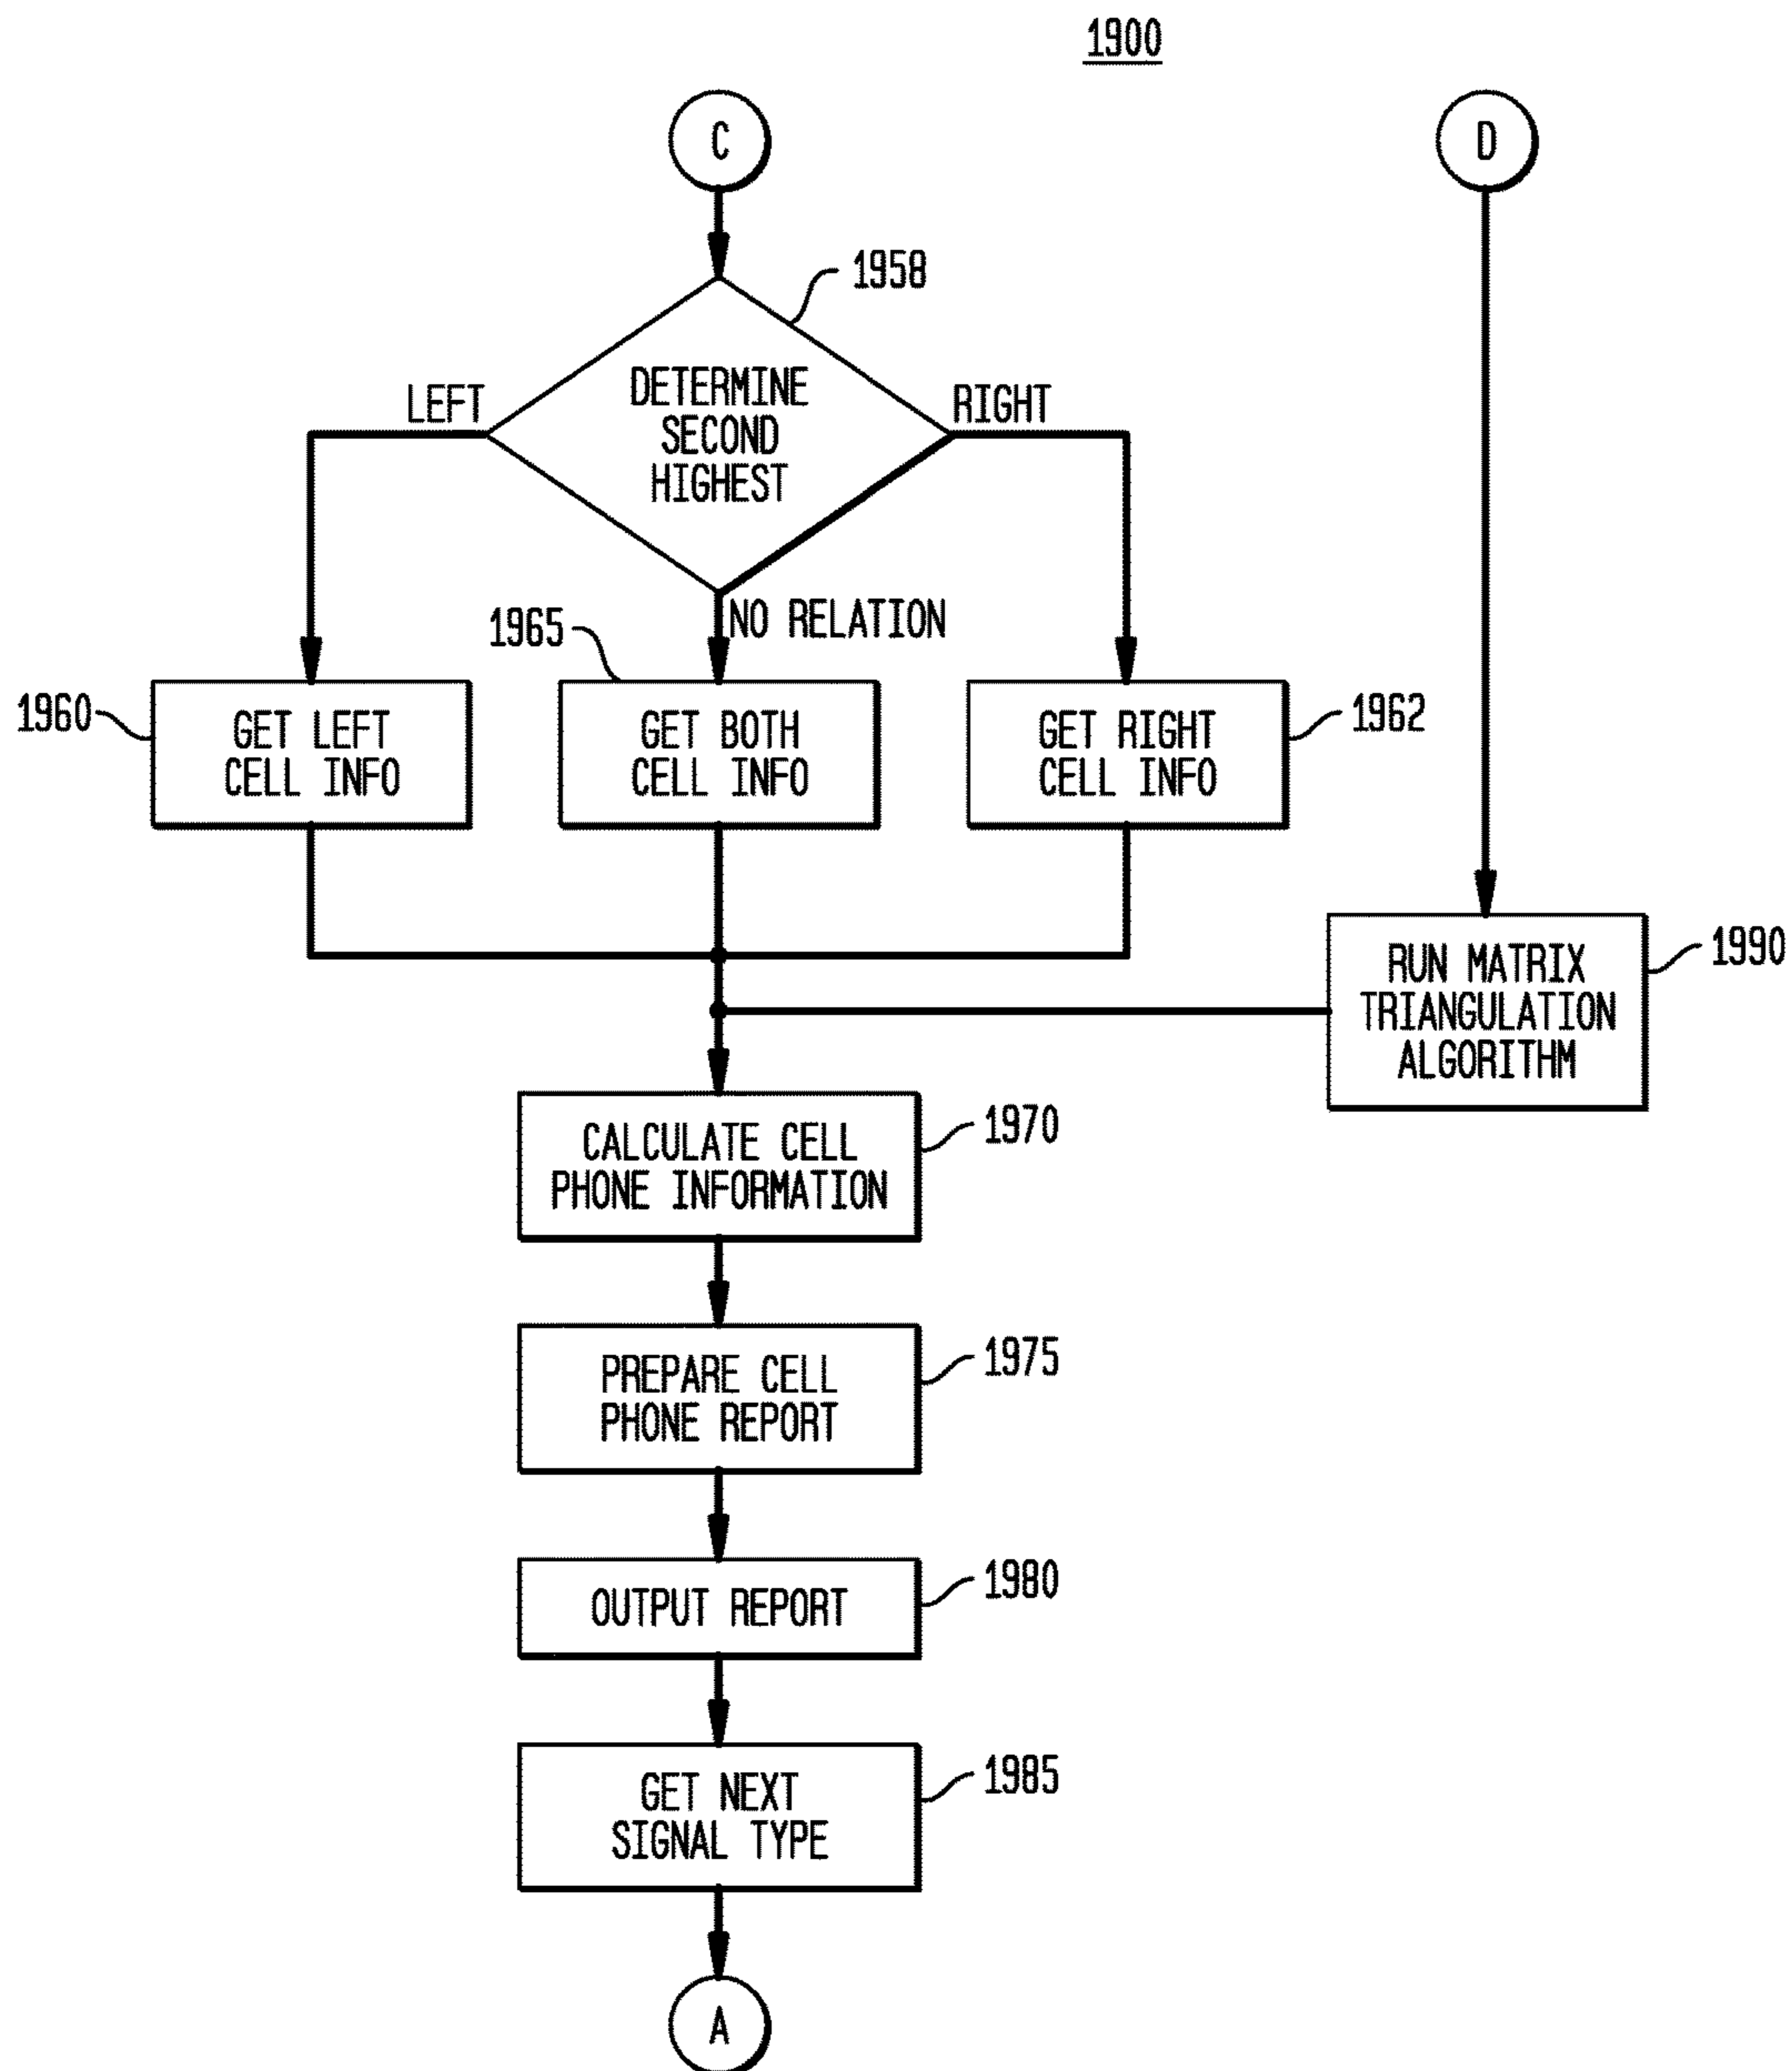 1900
C
D
1958
LEFT
DETERMINE
SECOND
HIGHEST
RIGHT
1965
NO RELATION
1960
GET LEFT
CELL INFO
GET BOTH
CELL INFO
GET RIGHT
CELL INFO
1962
RUN MATRIX
TRIANGULATION
ALGORITHM
1990
CALCULATE CELL
PHONE INFORMATION
1970
PREPARE CELL
PHONE REPORT
1975
OUTPUT REPORT
1980
GET NEXT
SIGNAL TYPE
1985
A